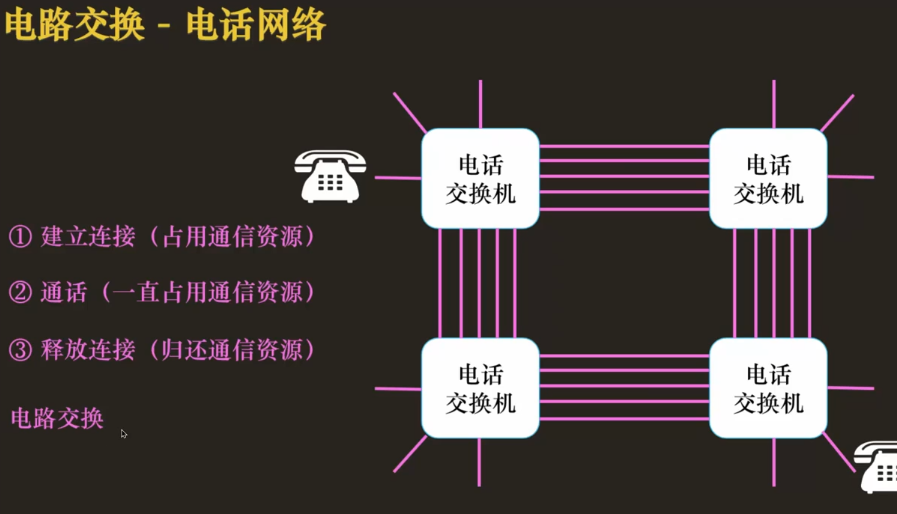 电路交换 - 电话网络
电话
交换机
电话
交换机
① 建立连接（占用通信资源）
② 通话（一直占用通信资源）
③ 释放连接（归还通信资源）
电路交换
电话
交换机
电话
交换机